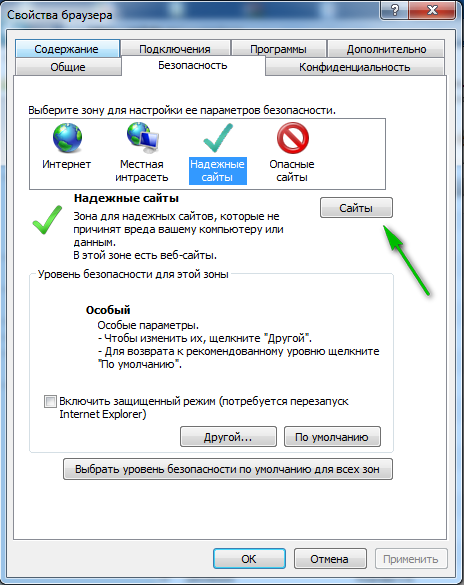 Свойства браузера
Содержание Подключения Программы Дополнительно
Общие Безопасность Конфиденциальность
Выберите зону для настройки ее параметров безопасности.
Интернет
Местная
интрасеть
Надежные
сайты
Опасные
сайты
Надежные сайты
Сайты
Зона для надежных сайтов, которые не
причинят вреда вашему компьютеру или
данным.
В этой зоне есть веб-сайты.
Уровень безопасности для этой зоны
Особый
Особые параметры.
- Чтобы изменить их, щелкните "Другой".
- Для возврата к рекомендованному уровню щелкните
"По умолчанию".
Включить защищенный режим (потребуется перезапуск
Internet Explorer)
Другой... По умолчанию
Выбрать уровень безопасности по умолчанию для всех зон
ОК Отмена Применить